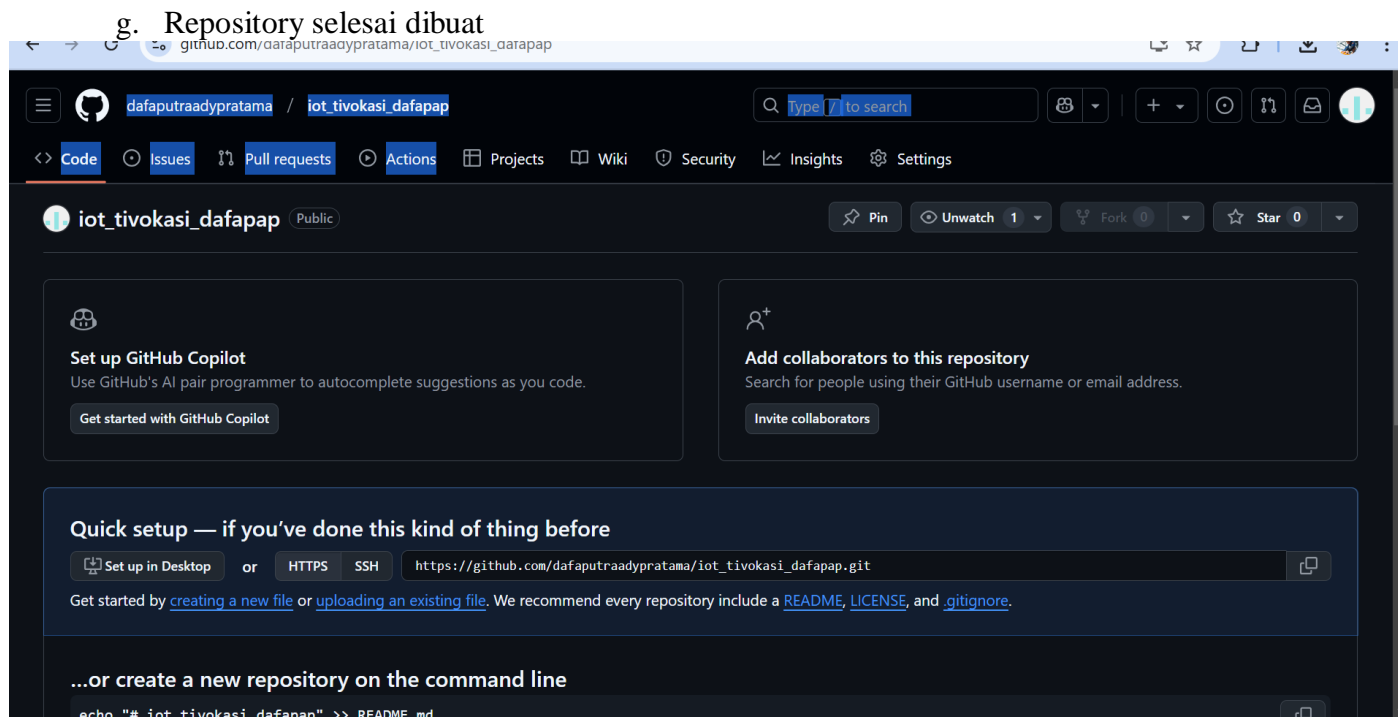 g. Repository selesai dibuat
github.com/dafaputraadypratama/iot_tivokasi_dafapap
dafaputraadypratama / iot_tivokasi_dafapap Type / to search
Code Issues Pull requests Actions Projects Wiki Security Insights Settings
iot_tivokasi_dafapap Public Pin Unwatch 1 Fork 0 Star 0
Set up GitHub Copilot
Use GitHub's AI pair programmer to autocomplete suggestions as you code.
Get started with GitHub Copilot
Add collaborators to this repository
Search for people using their GitHub username or email address.
Invite collaborators
Quick setup — if you’ve done this kind of thing before
Set up in Desktop or HTTPS SSH https://github.com/dafaputraadypratama/iot_tivokasi_dafapap.git
Get started by creating a new file or uploading an existing file. We recommend every repository include a README, LICENSE, and .gitignore.
…or create a new repository on the command line
echo "# iot_tivokasi_dafapap" >> README.md